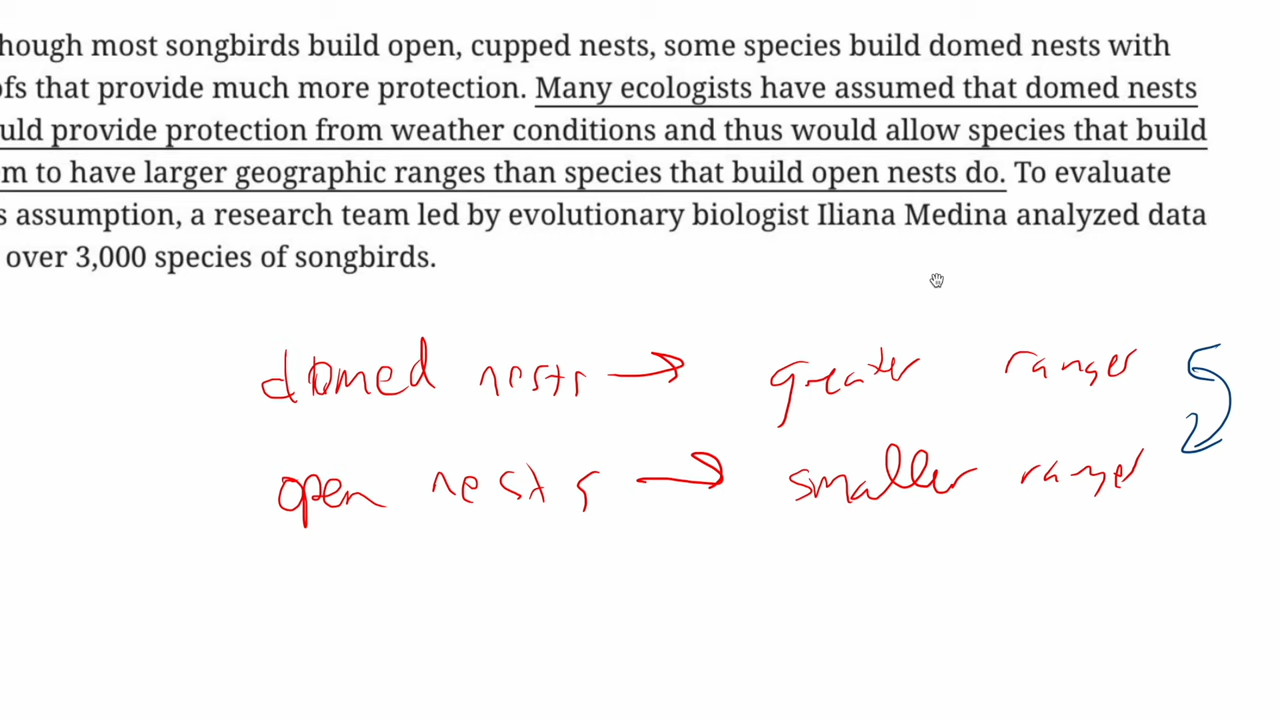 hough most songbirds build open, cupped nests, some species build domed nests with
ofs that provide much more protection. Many ecologists have assumed that domed nests
uld provide protection from weather conditions and thus would allow species that build
m to have larger geographic ranges than species that build open nests do. To evaluate
s assumption, a research team led by evolutionary biologist Iliana Medina analyzed data
over 3,000 species of songbirds.
domed nests → greater ranges
open nests → smaller ranges